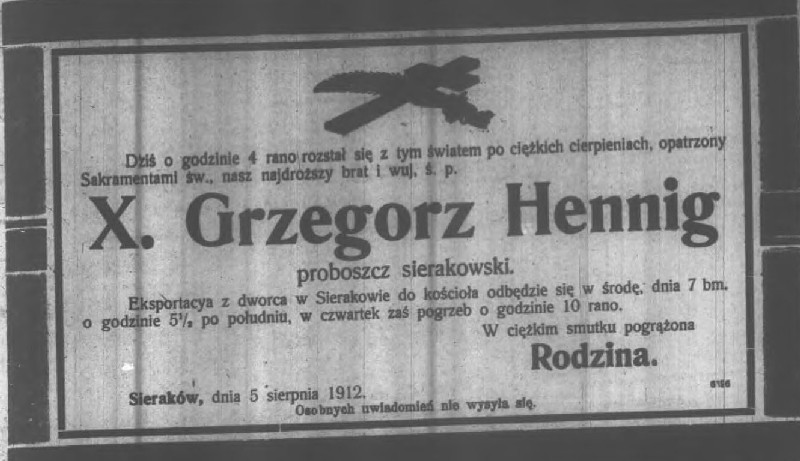 Dziś o godzinie 4 rano rozstał się z tym światem po ciężkich cierpieniach, opatrzony
Sakramentami św., nasz najdroższy brat i wuj, ś. p.
X. Grzegorz Hennig
proboszcz sierakowski.
Eksportacya z dworca w Sierakowie do kościoła odbędzie się w środę, dnia 7 bm.
o godzinie 5½ po południu, w czwartek zaś pogrzeb o godzinie 10 rano.
W ciężkim smutku pogrążona
Rodzina.
Sieraków, dnia 5 sierpnia 1912.
Osobnych uwiadomień nie wysyła się.